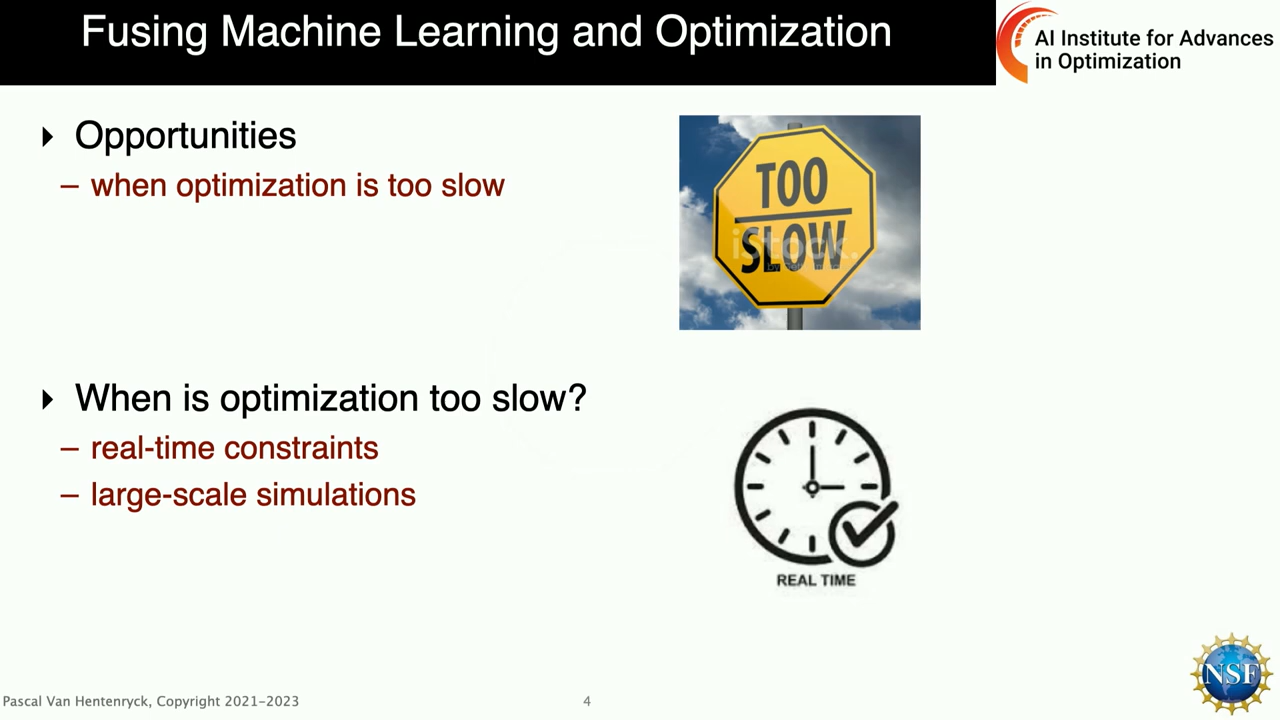 Fusing Machine Learning and Optimization
AI Institute for Advances
in Optimization
Opportunities
– when optimization is too slow
TOO
SLOW
iStock.
When is optimization too slow?
– real-time constraints
– large-scale simulations
REAL TIME
Pascal Van Hentenryck, Copyright 2021-2023
4
NSF